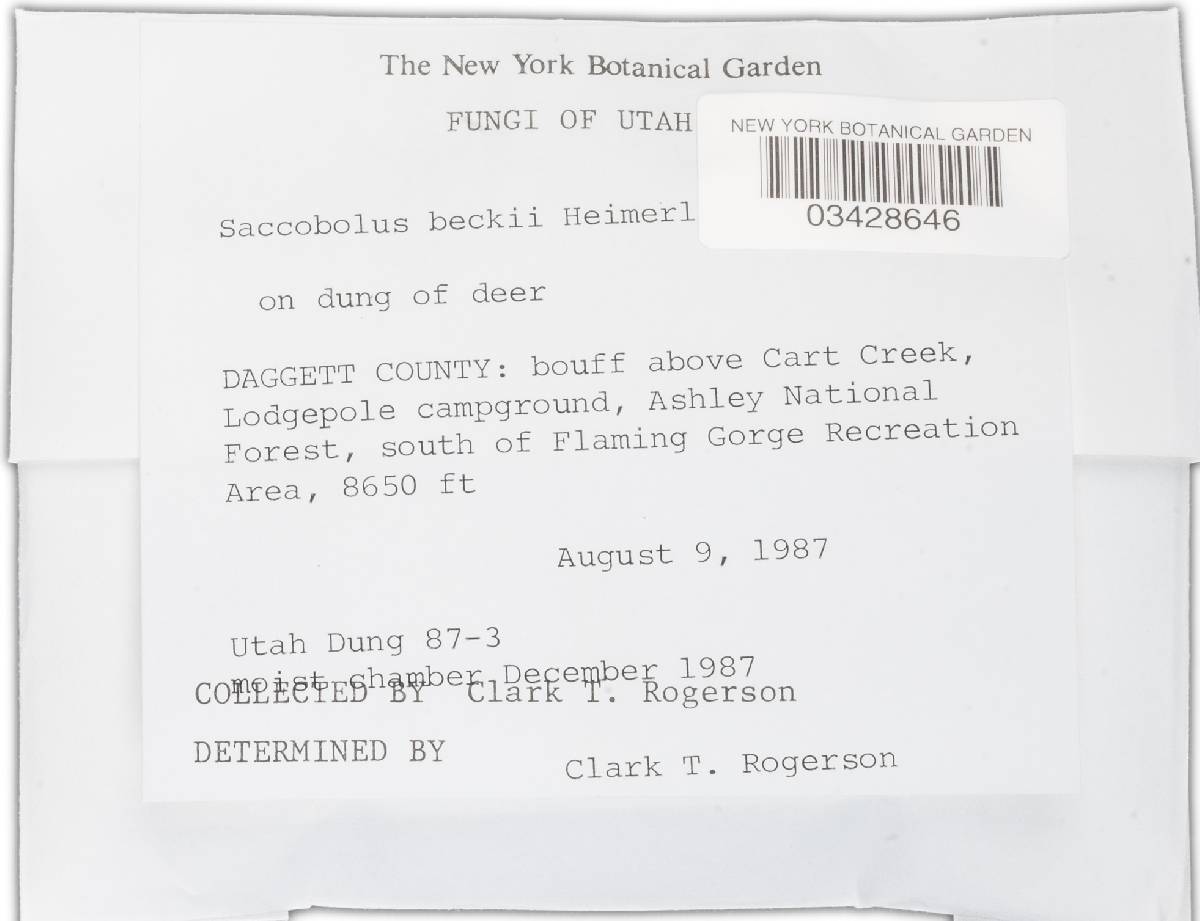 The New York Botanical Garden
FUNGI OF UTAH
NEW YORK BOTANICAL GARDEN
03428646
Saccobolus beckii Heimerl
on dung of deer
DAGGETT COUNTY: bouff above Cart Creek,
Lodgepole campground, Ashley National
Forest, south of Flaming Gorge Recreation
Area, 8650 ft
August 9, 1987
Utah Dung 87-3
moist chamber December 1987
COLLECTED BY Clark T. Rogerson
DETERMINED BY Clark T. Rogerson